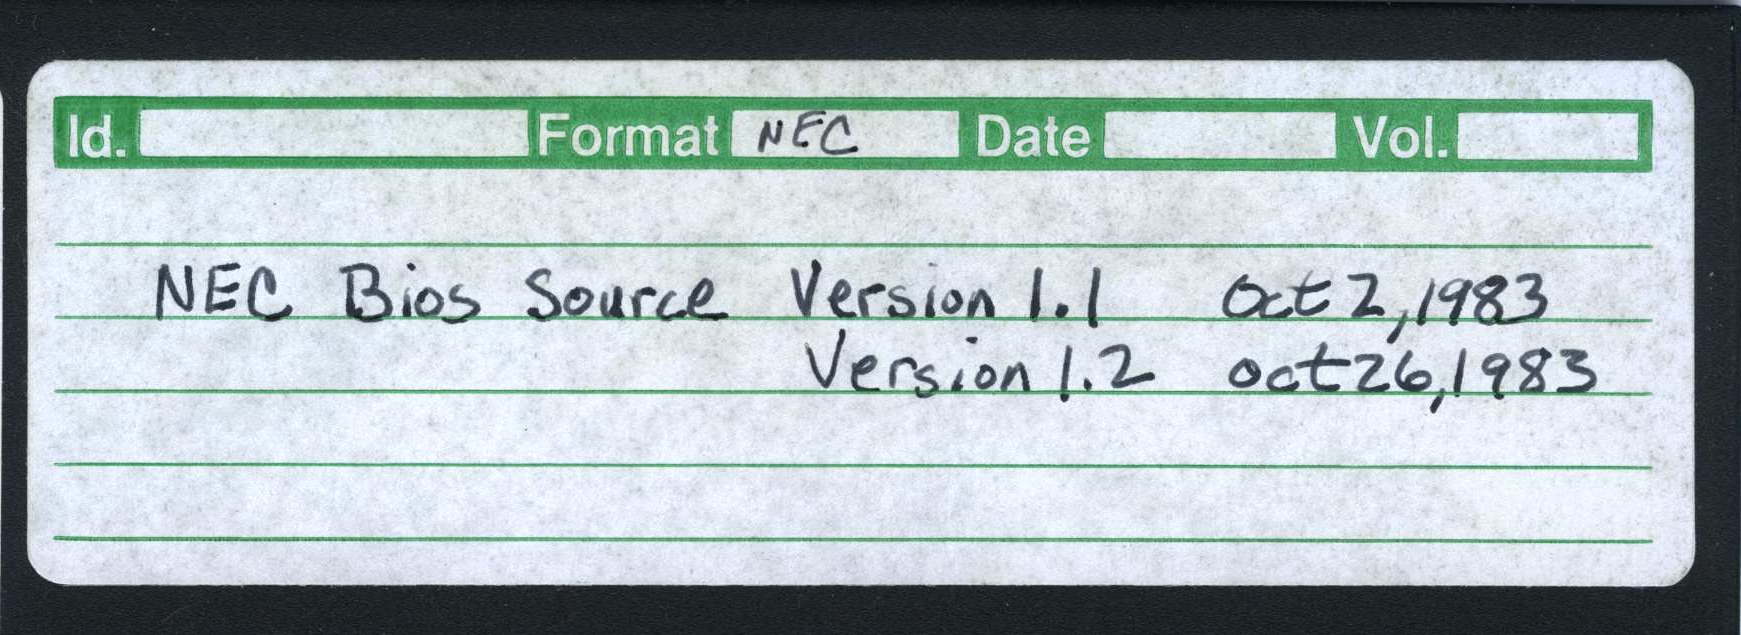 Id. Format NEC Date Vol.
NEC Bios Source Version 1.1 Oct 2, 1983
Version 1.2 oct 26, 1983